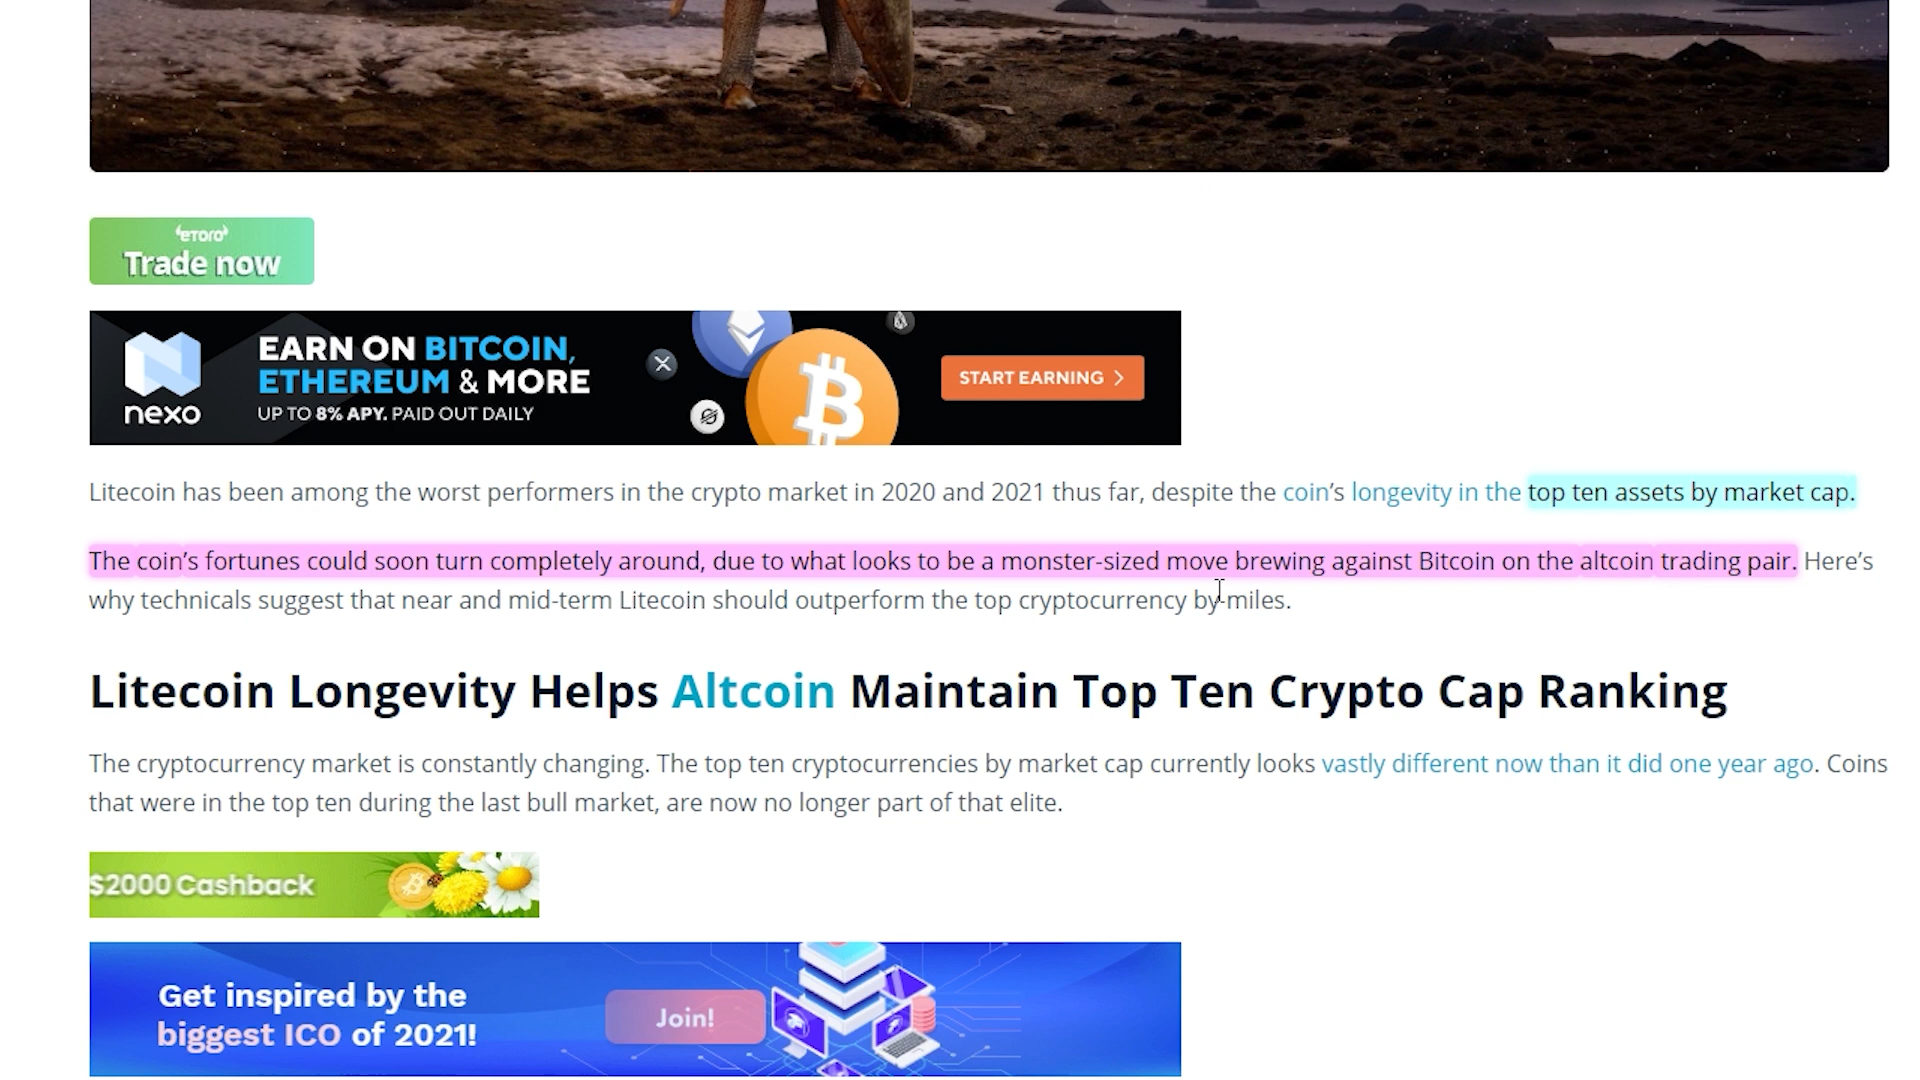 eToro
Trade now
nexo
EARN ON BITCOIN,
ETHEREUM & MORE
UP TO 8% APY. PAID OUT DAILY
START EARNING >
Litecoin has been among the worst performers in the crypto market in 2020 and 2021 thus far, despite the coin’s longevity in the top ten assets by market cap.
The coin’s fortunes could soon turn completely around, due to what looks to be a monster-sized move brewing against Bitcoin on the altcoin trading pair. Here’s
why technicals suggest that near and mid-term Litecoin should outperform the top cryptocurrency by miles.
Litecoin Longevity Helps Altcoin Maintain Top Ten Crypto Cap Ranking
The cryptocurrency market is constantly changing. The top ten cryptocurrencies by market cap currently looks vastly different now than it did one year ago. Coins
that were in the top ten during the last bull market, are now no longer part of that elite.
$2000 Cashback
Get inspired by the
biggest ICO of 2021!
Join!